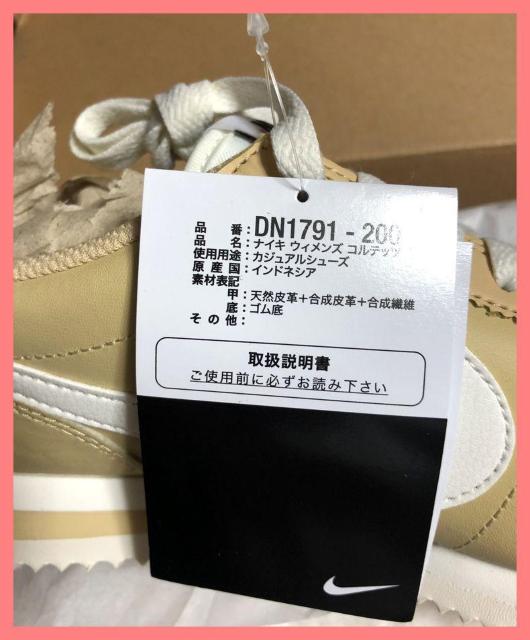 品 番：DN1791 - 200
品 名：ナイキ ウィメンズ コルテッツ
使用用途：カジュアルシューズ
原 産 国：インドネシア
素材表記
甲：天然皮革＋合成皮革＋合成繊維
底：ゴム底
そ の 他：
取扱説明書
ご使用前に必ずお読み下さい